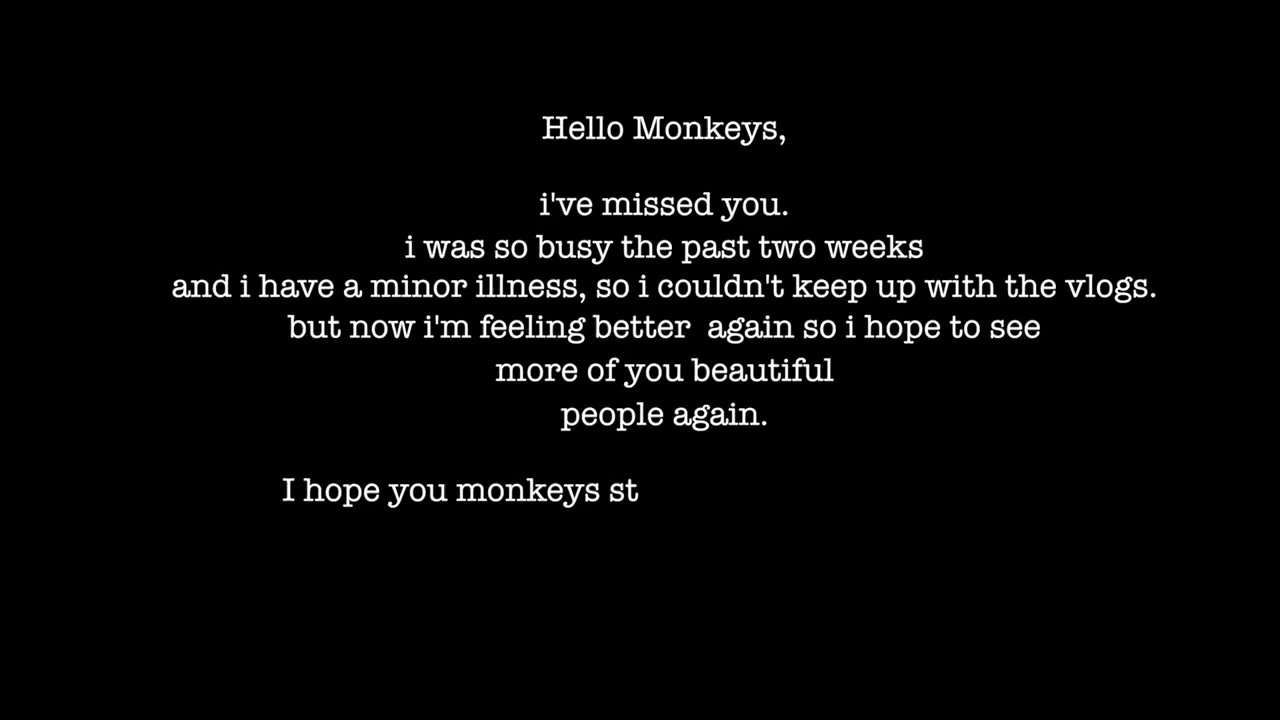 Hello Monkeys,
i've missed you.
i was so busy the past two weeks
and i have a minor illness, so i couldn't keep up with the vlogs.
but now i'm feeling better  again so i hope to see
more of you beautiful
people again.
I hope you monkeys st